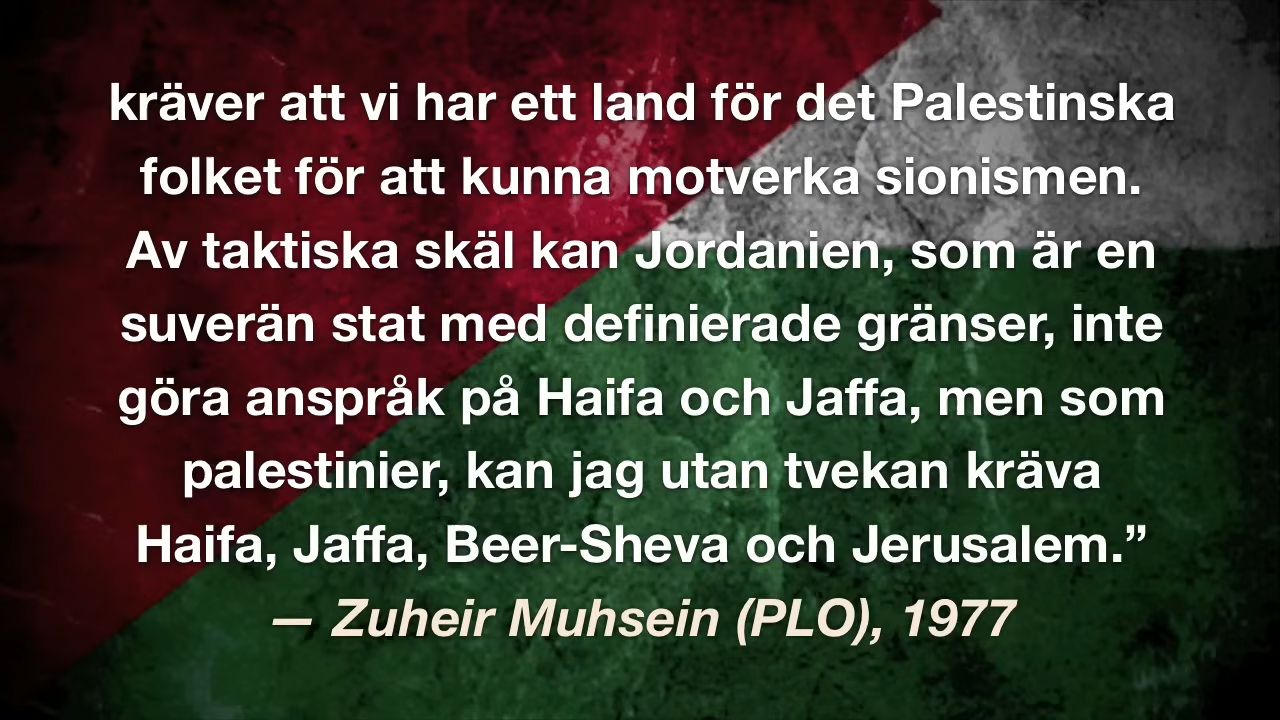 kräver att vi har ett land för det Palestinska
folket för att kunna motverka sionismen.
Av taktiska skäl kan Jordanien, som är en
suverän stat med definierade gränser, inte
göra anspråk på Haifa och Jaffa, men som
palestinier, kan jag utan tvekan kräva
Haifa, Jaffa, Beer-Sheva och Jerusalem.”
— Zuheir Muhsein (PLO), 1977